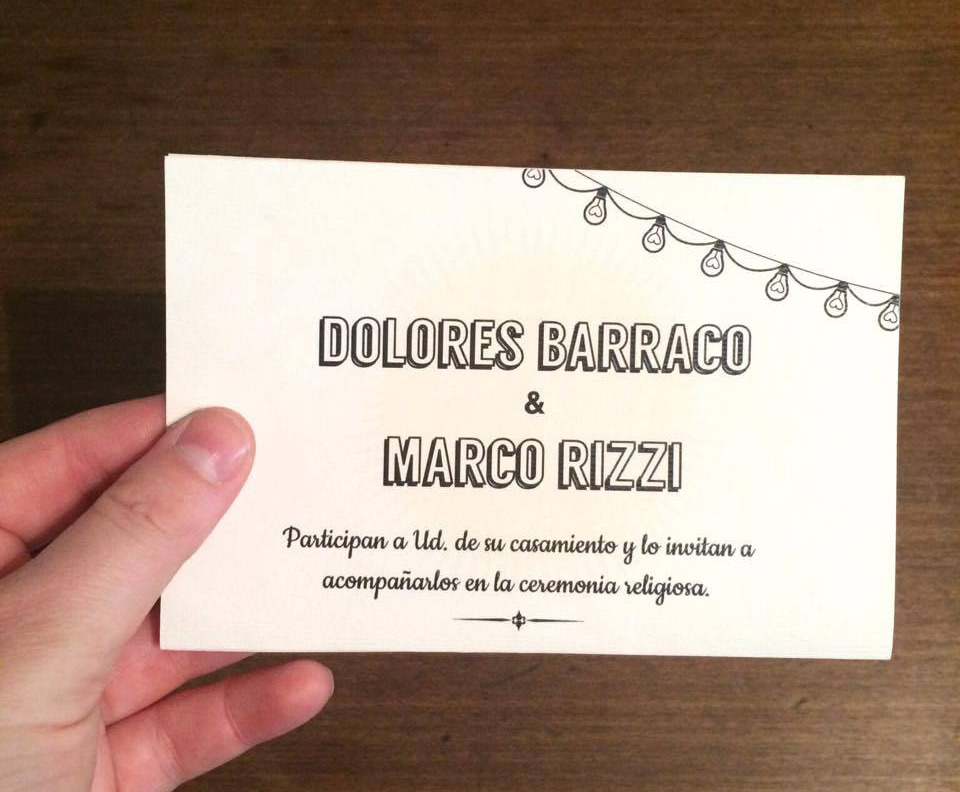 DOLORES BARRACO
&
MARCO RIZZI
Participan a Ud. de su casamiento y lo invitan a
acompañarlos en la ceremonia religiosa.